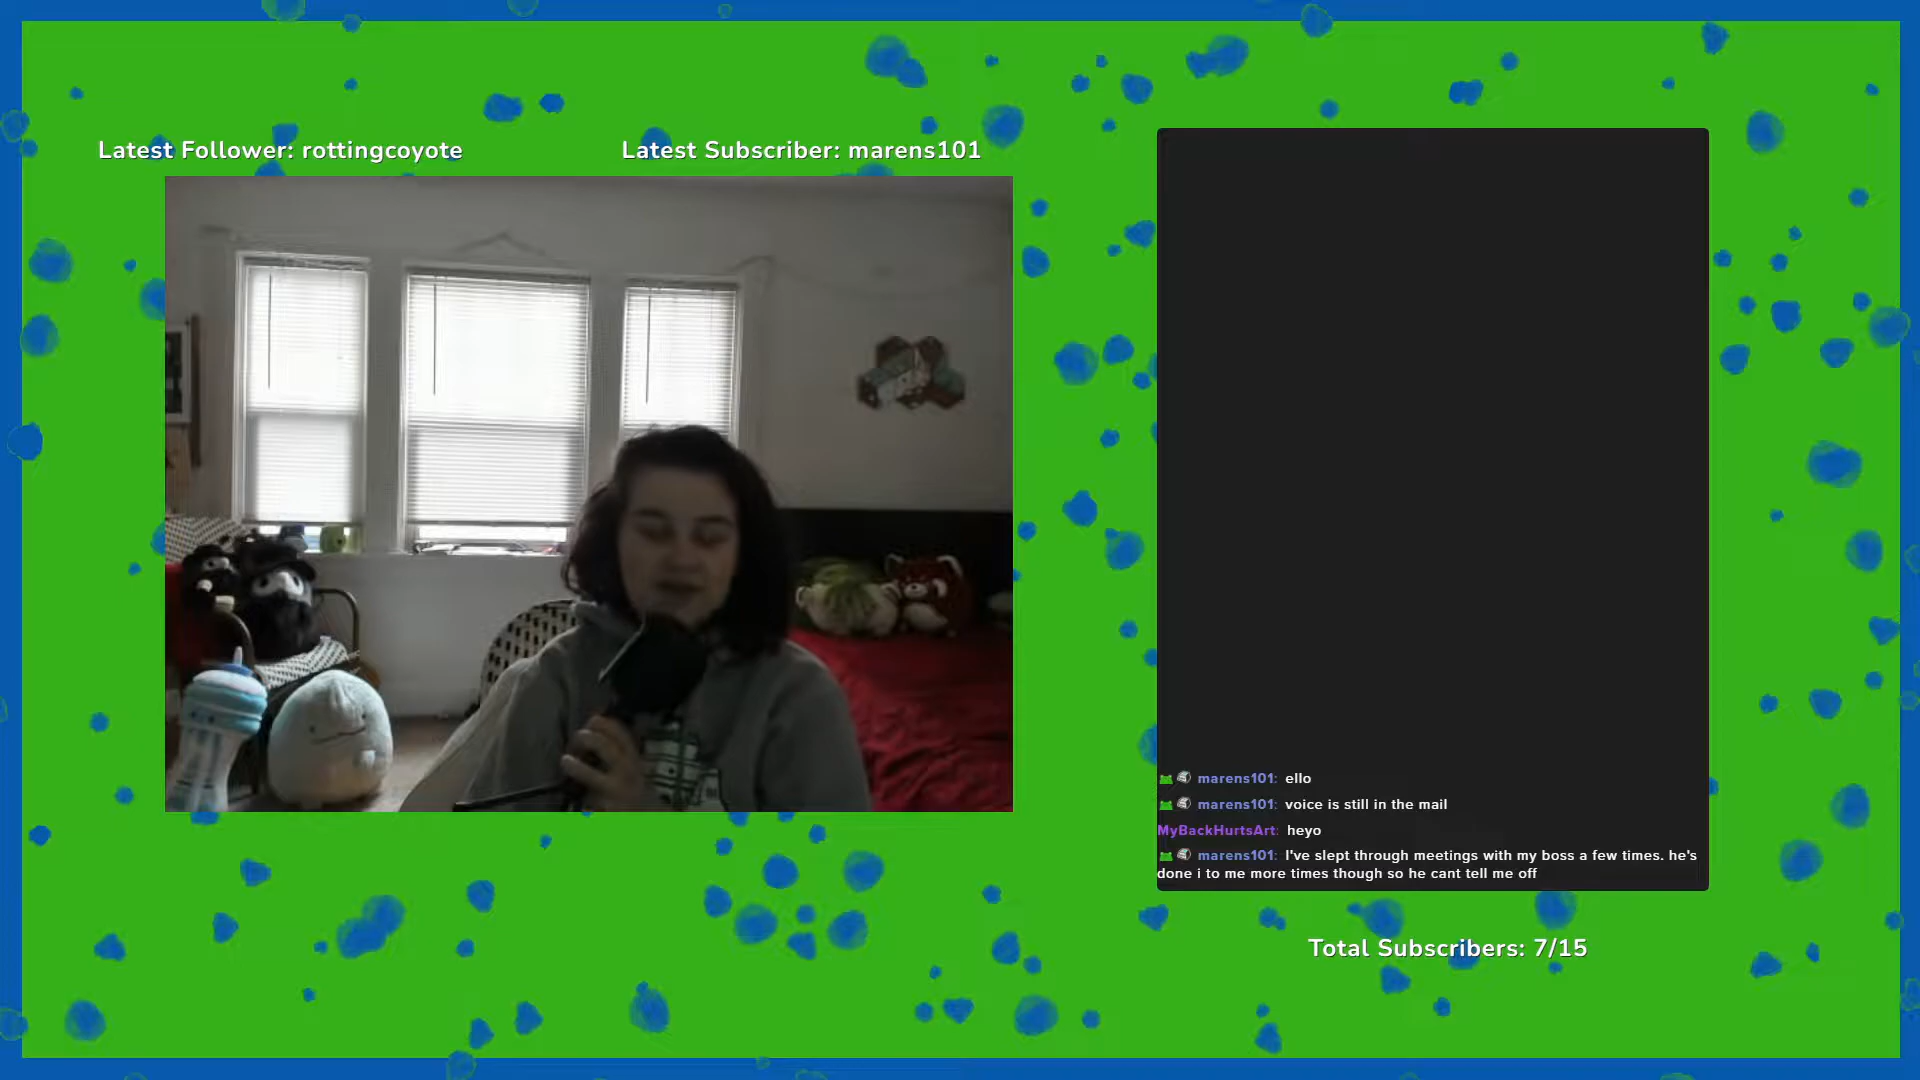 Latest Follower: rottingcoyote
Latest Subscriber: marens101
marens101: ello
marens101: voice is still in the mail
MyBackHurtsArt: heyo
marens101: I've slept through meetings with my boss a few times. he's
done i to me more times though so he cant tell me off
Total Subscribers: 7/15